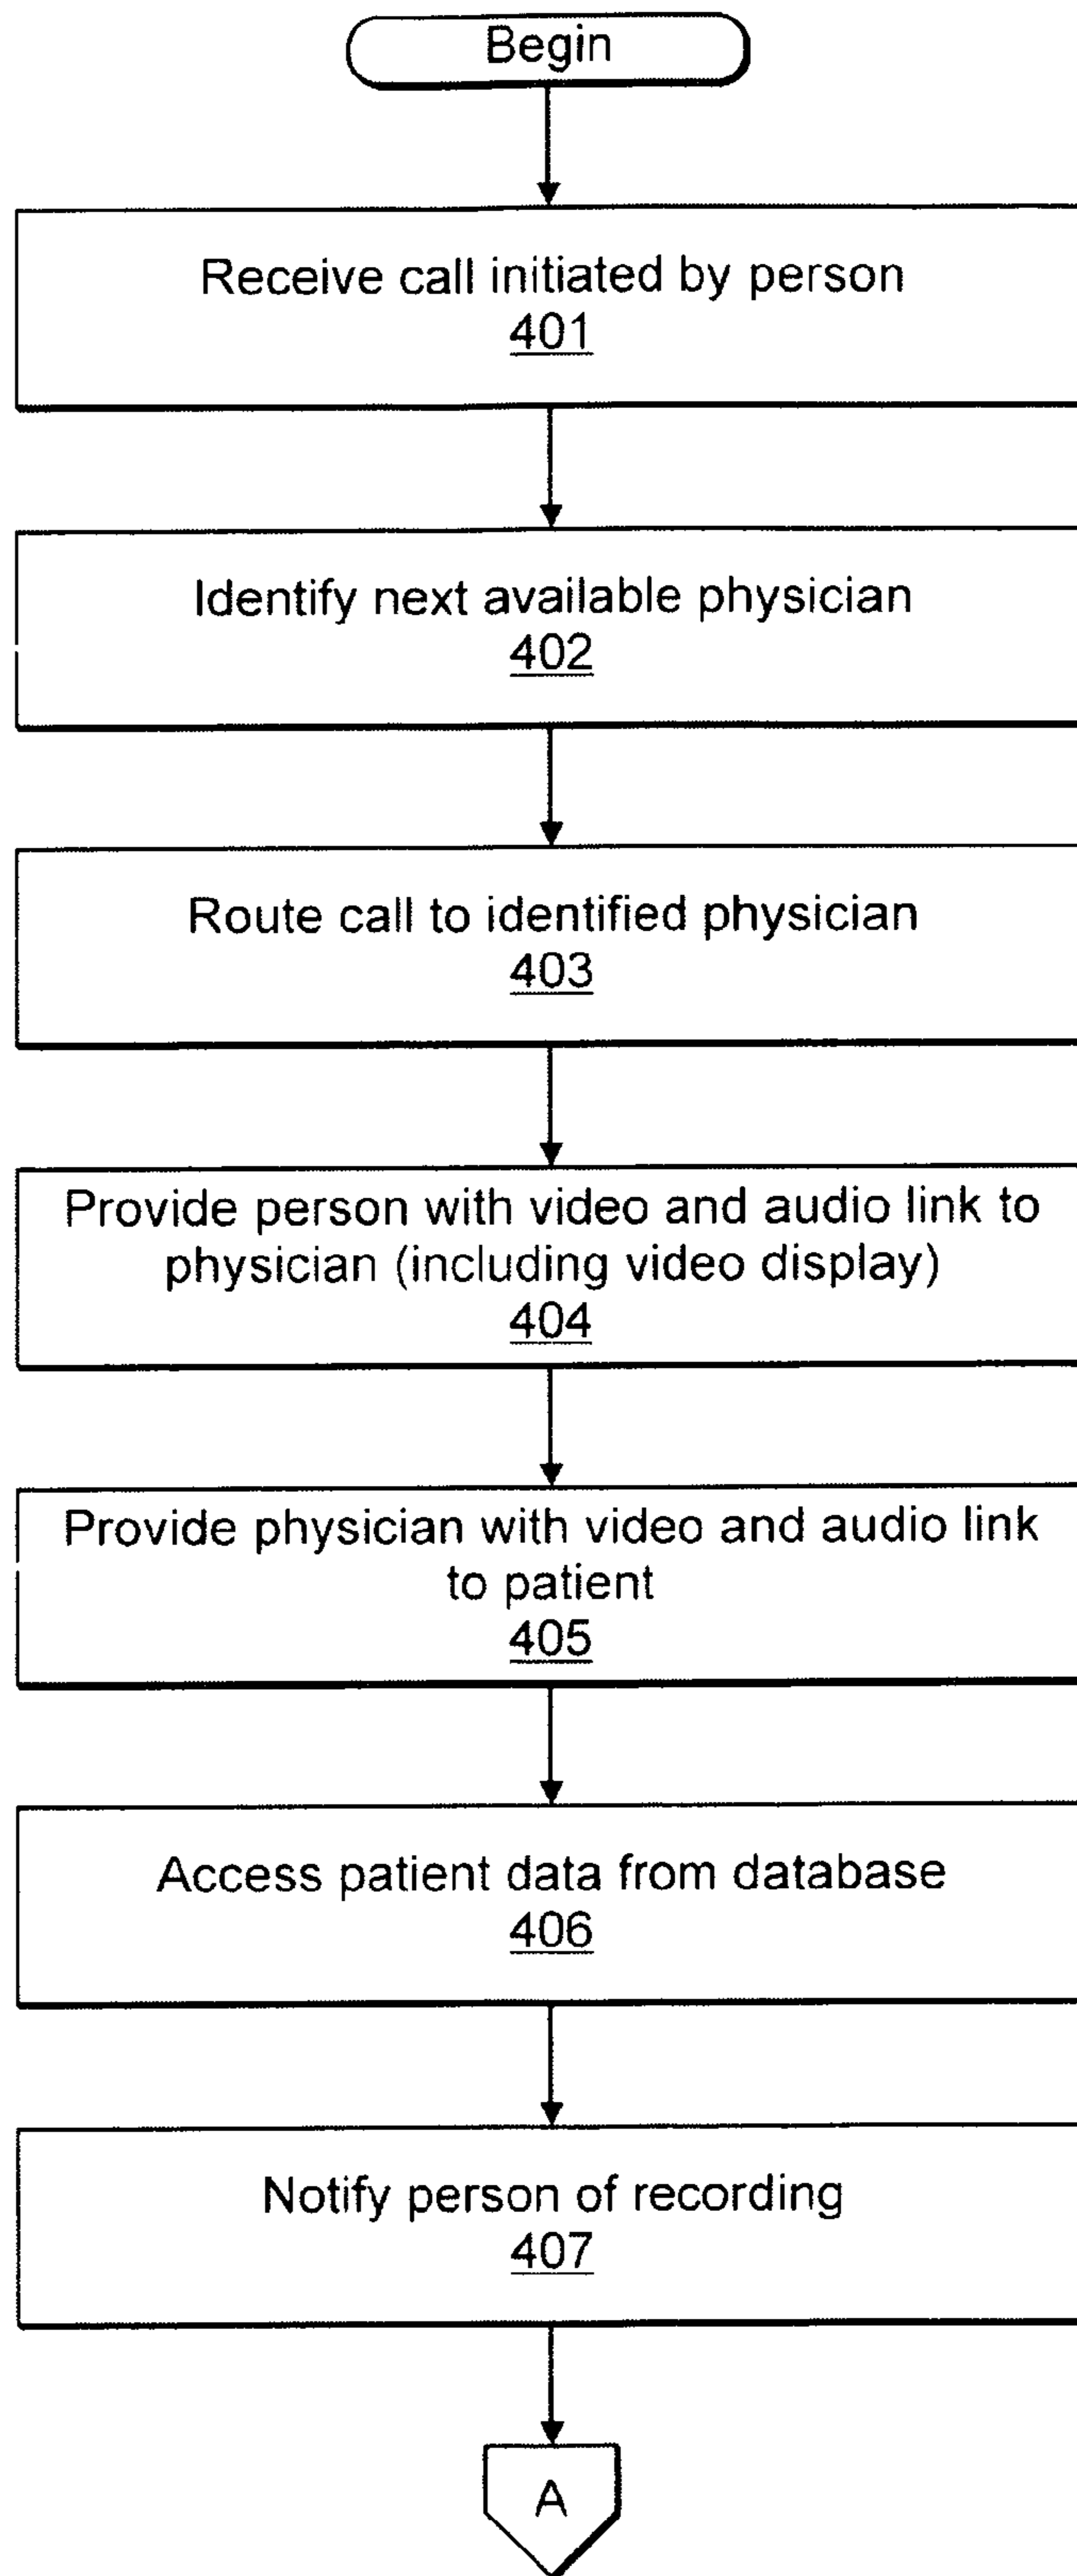 Begin
Receive call initiated by person
401
Identify next available physician
402
Route call to identified physician
403
Provide person with video and audio link to
physician (including video display)
404
Provide physician with video and audio link
to patient
405
Access patient data from database
406
Notify person of recording
407
A